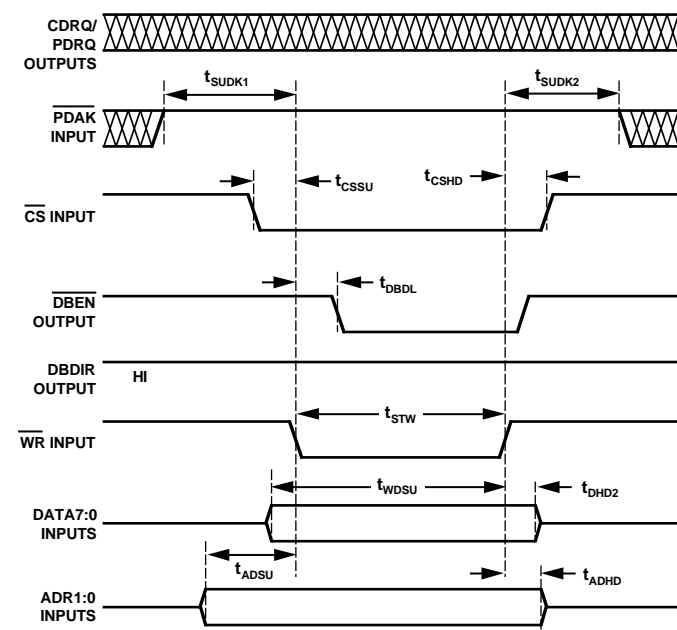 CDRQ/
PDRQ
OUTPUTS
tSUDK1
tSUDK2
PDAK
INPUT
tCSSU
tCSHD
CS INPUT
tDBDL
DBEN
OUTPUT
DBDIR
OUTPUT
HI
tSTW
WR INPUT
tWDSU
tDHD2
DATA7:0
INPUTS
tADSU
tADHD
ADR1:0
INPUTS